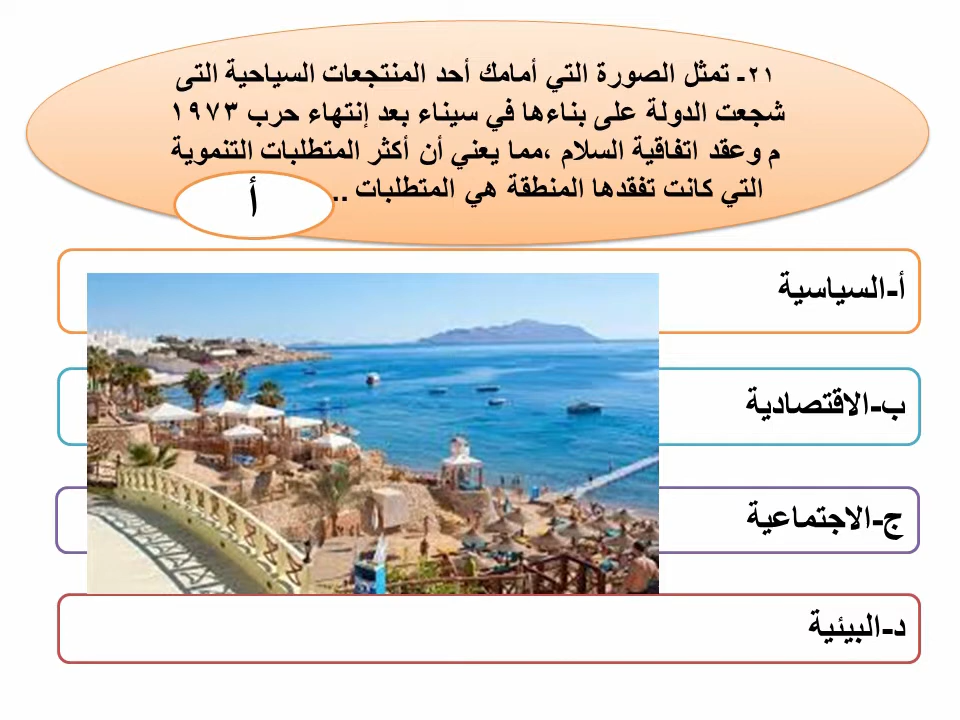 ٢١- تمثل الصورة التي أمامك أحد المنتجعات السياحية التى
شجعت الدولة على بناءها في سيناء بعد إنتهاء حرب ١٩٧٣
م وعقد اتفاقية السلام ،مما يعني أن أكثر المتطلبات التنموية
التي كانت تفقدها المنطقة هي المتطلبات ..
أ
أ-السياسية
ب-الاقتصادية
ج-الاجتماعية
د-البيئية